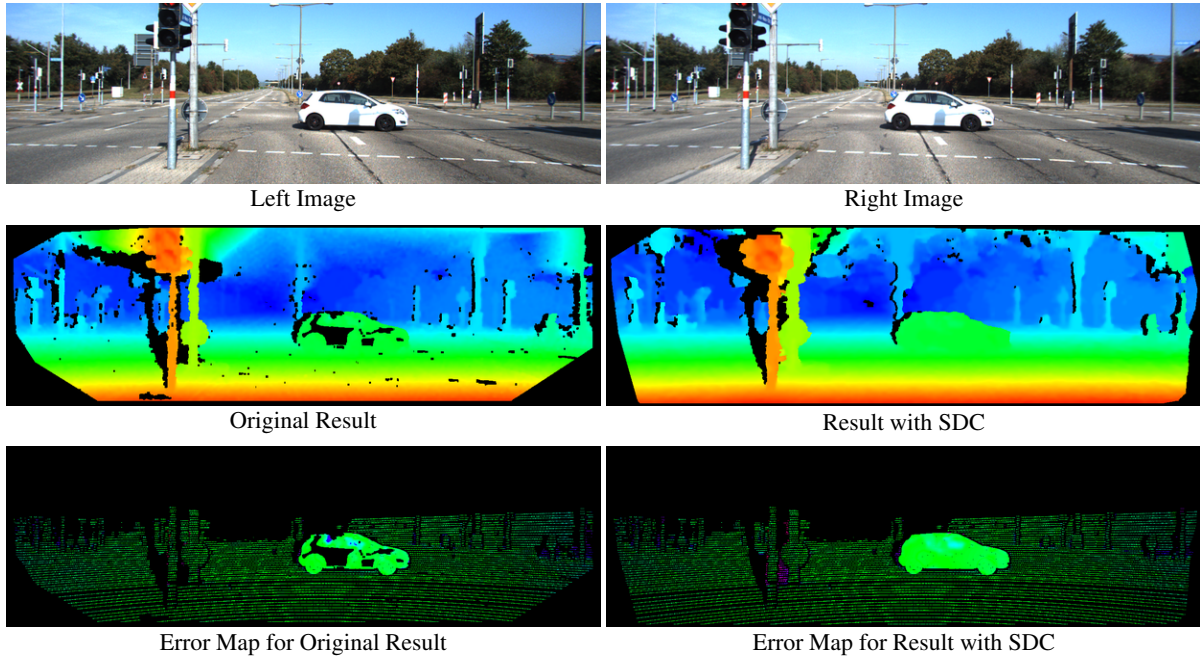 Left Image
Right Image
Original Result
Result with SDC
Error Map for Original Result
Error Map for Result with SDC